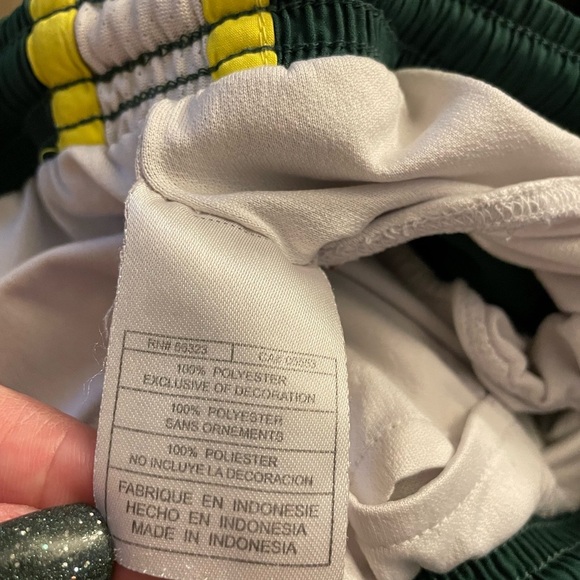 RN# 56323 CA# 05553
100% POLYESTER
EXCLUSIVE OF DECORATION
100% POLYESTER
SANS ORNEMENTS
100% POLIESTER
NO INCLUYE LA DECORACION
FABRIQUE EN INDONESIE
HECHO EN INDONESIA
MADE IN INDONESIA